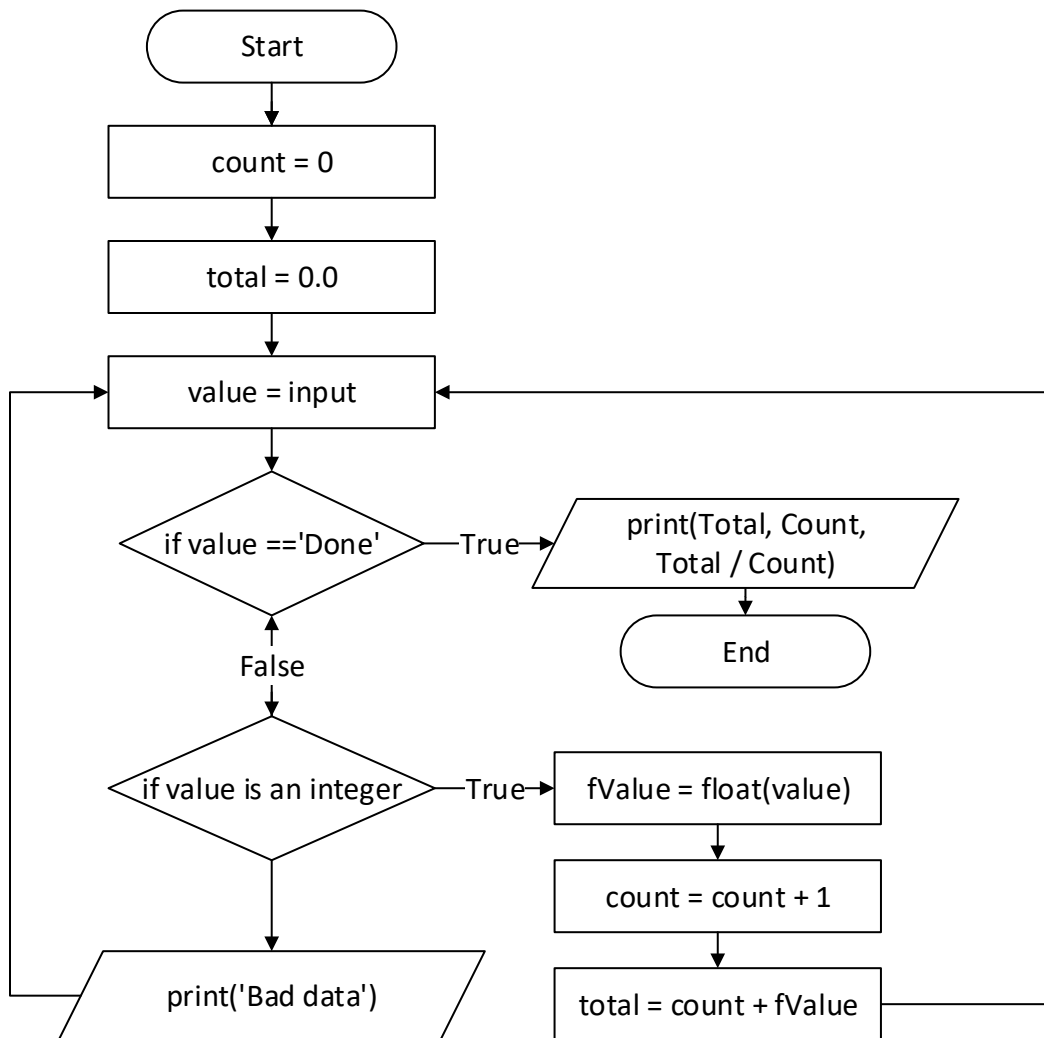 Start
count = 0
total = 0.0
value = input
if value =='Done'
True
print(Total, Count,
Total / Count)
End
False
if value is an integer
True
fValue = float(value)
count = count + 1
print('Bad data')
total = count + fValue